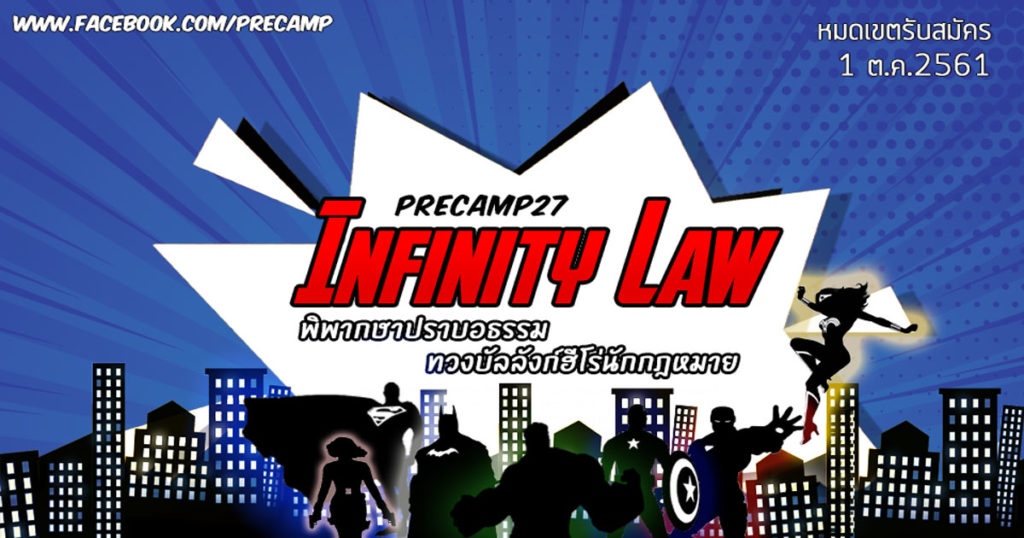 WWW.FACEBOOK.COM/PRECAMP
หมดเขตรับสมัคร
1 ต.ค.2561
PRECAMP27
INFINITY LAW
พิพากษาปราบอธรรม
ทวงบัลลังก์ฮีโร่นักกฎหมาย